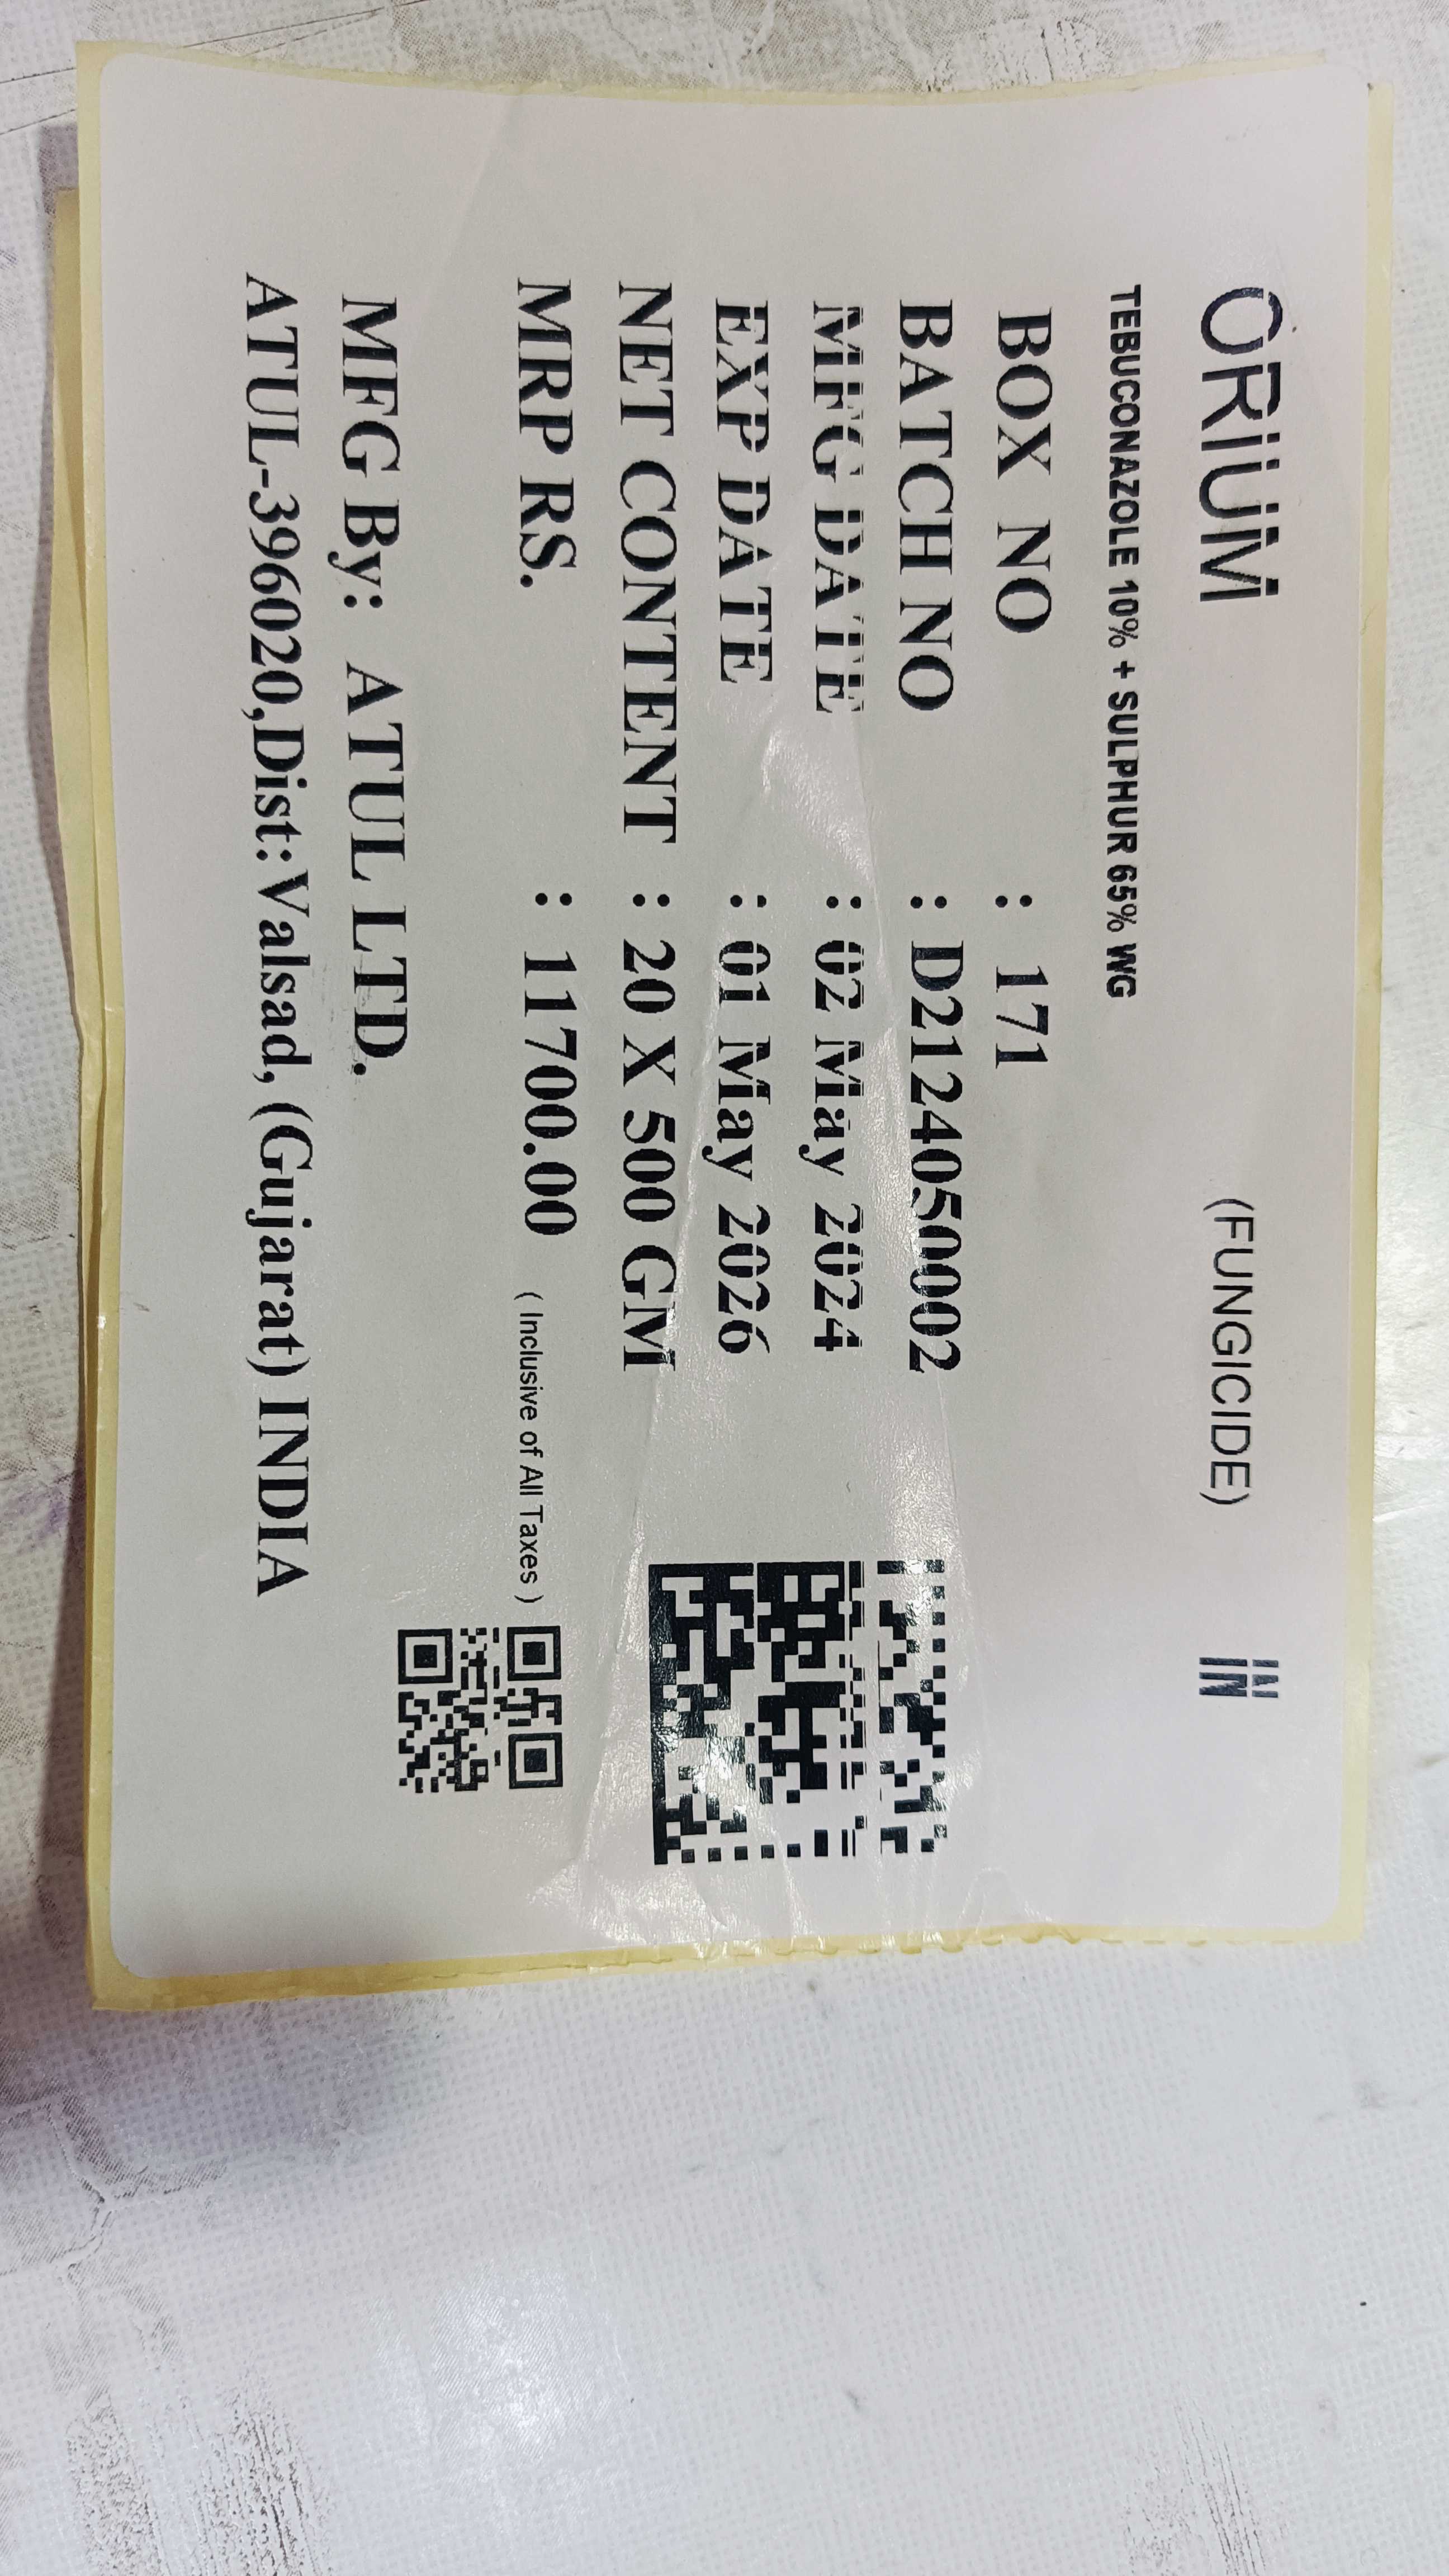 ORIUM (FUNGICIDE) IN
TEBUCONAZOLE 10% + SULPHUR 65% WG
BOX NO : 171
BATCH NO : D2124050002
MFG DATE : 02 May 2024
EXP DATE : 01 May 2026
NET CONTENT : 20 X 500 GM
MRP RS. : 11700.00 ( Inclusive of All Taxes )
MFG By: ATUL LTD.
ATUL-396020,Dist:Valsad, (Gujarat) INDIA